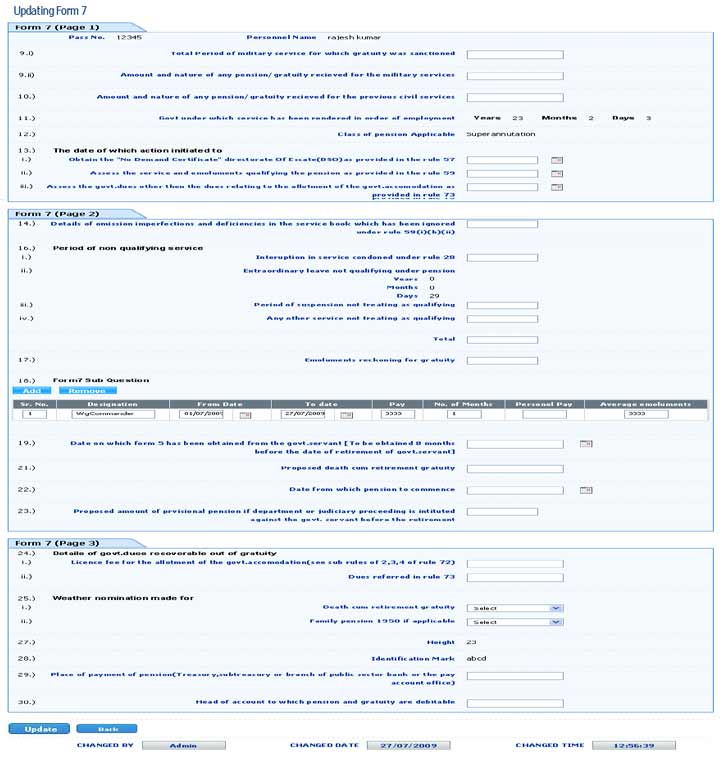 Updating Form 7
Form 7 (Page 1)
Pass No. 12345 Personnel Name rajesh kumar
9.i) Total Period of military service for which gratuity was sanctioned
9.ii) Amount and nature of any pension/gratuity recieved for the military services
10.) Amount and nature of any pension/gratuity recieved for the previous civil services
11.) Govt under which service has been rendered in order of employment Years 23 Months 2 Days 3
12.) Class of pension Applicable Superannutation
13.) The date of which action initiated to
i.) Obtain the "No Demand Certificate" directorate Of Escate(DSO)as provided in the rule 57
ii.) Assess the service and emoluments qualifying the pension as provided in the rule 59
iii.) Assess the govt.dues other then the dues relating to the allotment of the govt.accomodation as
provided in rule 73
Form 7 (Page 2)
14.) Details of omission imperfections and deficiencies in the service book which has been ignored
under rule 59(i)(b)(ii)
16.) Period of non qualifying service
i.) Interuption in service condoned under rule 28
ii.) Extraordinary leave not qualifying under pension
Years 0
Months 0
Days 29
iii.) Period of suspension not treating as qualifying
iv.) Any other service not treating as qualifying
Total
17.) Emoluments reckoning for gratuity
18.) Form7 Sub Question
Add Remove
Sr. No. Designation From Date To date Pay No. of Months Personel Pay Average emoluments
1 WgCommander 01/07/2009 27/07/2009 3333 1 3333
19.) Date on which form 5 has been obtained from the govt.servant [To be obtained 8 months
before the date of retirement of govt.servant]
21.) Proposed death cum retirement gratuity
22.) Date from which pension to commence
23.) Proposed amount of prvisional pension if department or judiciary proceeding is intituted
against the govt. servant before the retirement
Form 7 (Page 3)
24.) Details of govt.dues recoverable out of gratuity
i.) Licence fee for the allotment of the govt.accomodation(see sub rules of 2,3,4 of rule 72)
ii.) Dues referred in rule 73
25.) Weather nomination made for
i.) Death cum retirement gratuity Select
ii.) Family pension 1950 if applicable Select
27.) Height 23
28.) Identification Mark abcd
29.) Place of payment of pension(Treasury,subtreasury or branch of public sector bank or the pay
account office)
30.) Head of account to which pension and gratuity are debitable
Update Back
CHANGED BY Admin CHANGED DATE 27/07/2009 CHANGED TIME 12:56:39